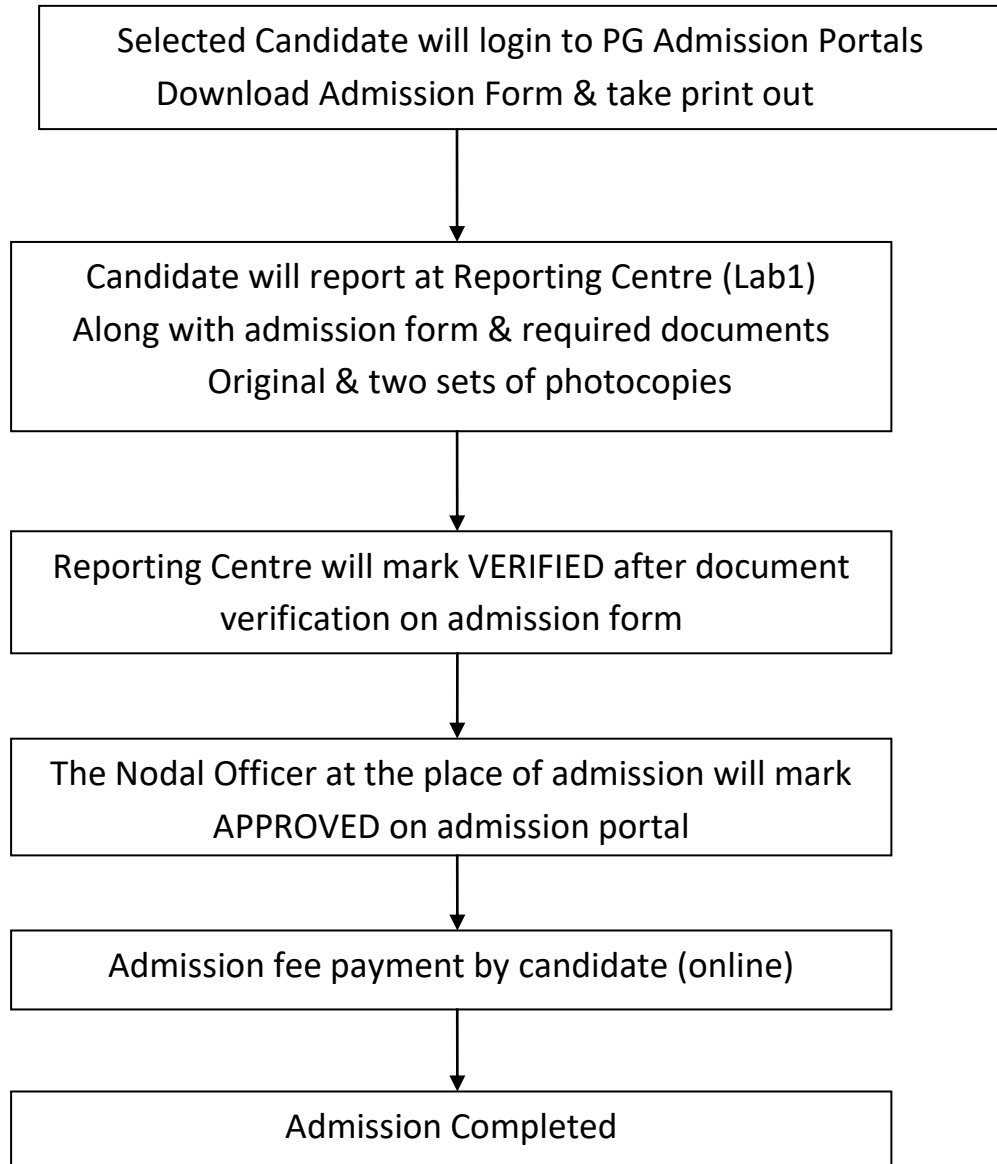 Selected Candidate will login to PG Admission Portals
Download Admission Form & take print out
Candidate will report at Reporting Centre (Lab1)
Along with admission form & required documents
Original & two sets of photocopies
Reporting Centre will mark VERIFIED after document
verification on admission form
The Nodal Officer at the place of admission will mark
APPROVED on admission portal
Admission fee payment by candidate (online)
Admission Completed